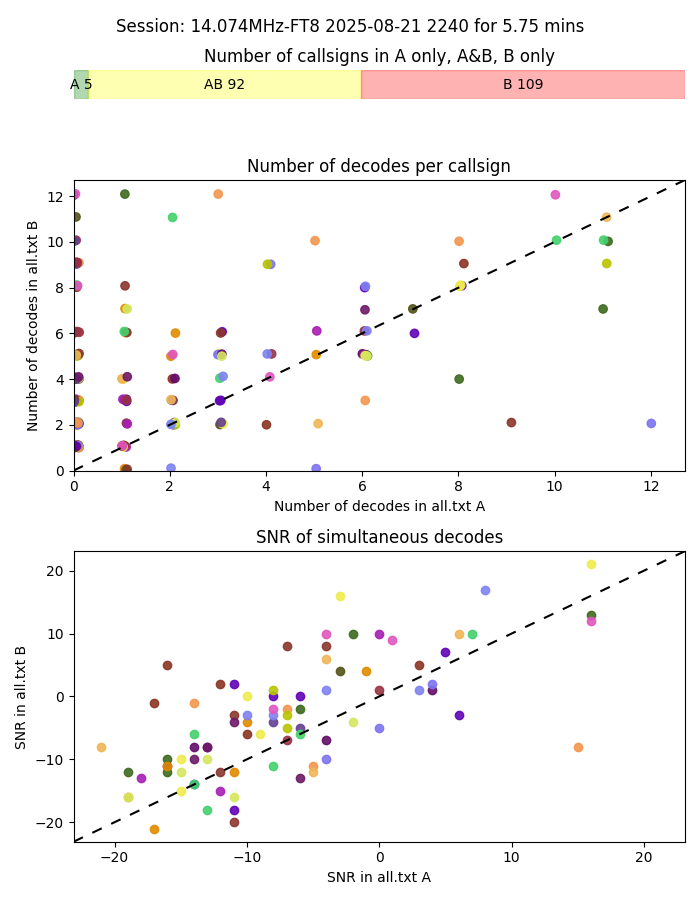 Session: 14.074MHz-FT8 2025-08-21 2240 for 5.75 mins
Number of callsigns in A only, A&B, B only
A 5 AB 92 B 109
Number of decodes per callsign
12
10
8
6
4
2
0
Number of decodes in all.txt B
0 2 4 6 8 10 12
Number of decodes in all.txt A
SNR of simultaneous decodes
20
10
0
−10
−20
SNR in all.txt B
−20 −10 0 10 20
SNR in all.txt A